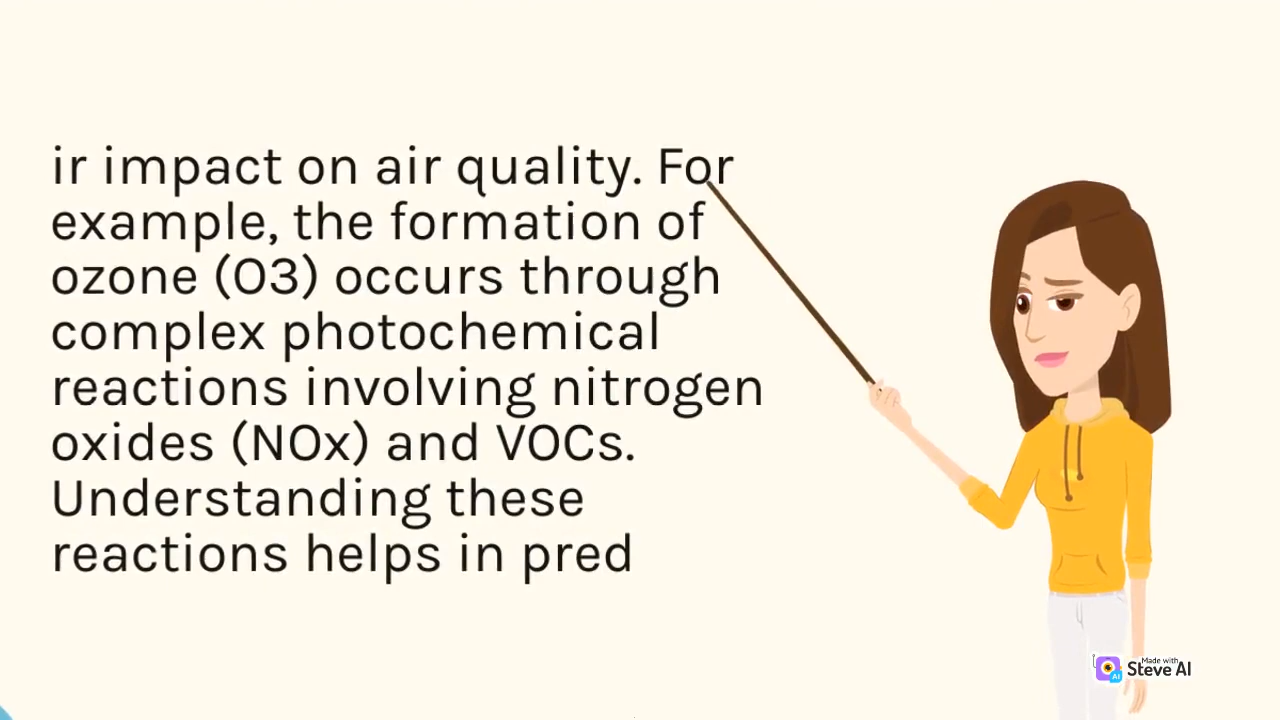 ir impact on air quality. For
example, the formation of
ozone (O3) occurs through
complex photochemical
reactions involving nitrogen
oxides (NOx) and VOCs.
Understanding these
reactions helps in pred
Made with
Steve AI
AI